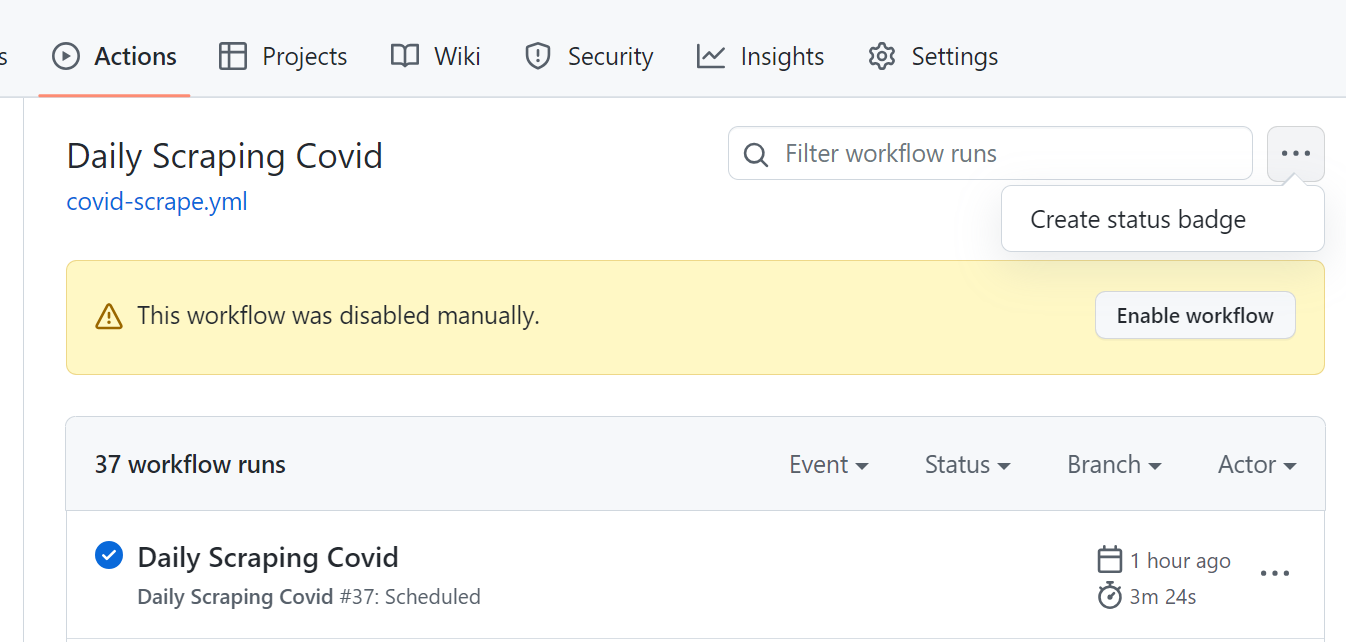 s Actions Projects Wiki Security Insights Settings
Daily Scraping Covid
Filter workflow runs
covid-scrape.yml
Create status badge
This workflow was disabled manually.
Enable workflow
37 workflow runs
Event Status Branch Actor
Daily Scraping Covid
1 hour ago
Daily Scraping Covid #37: Scheduled
3m 24s